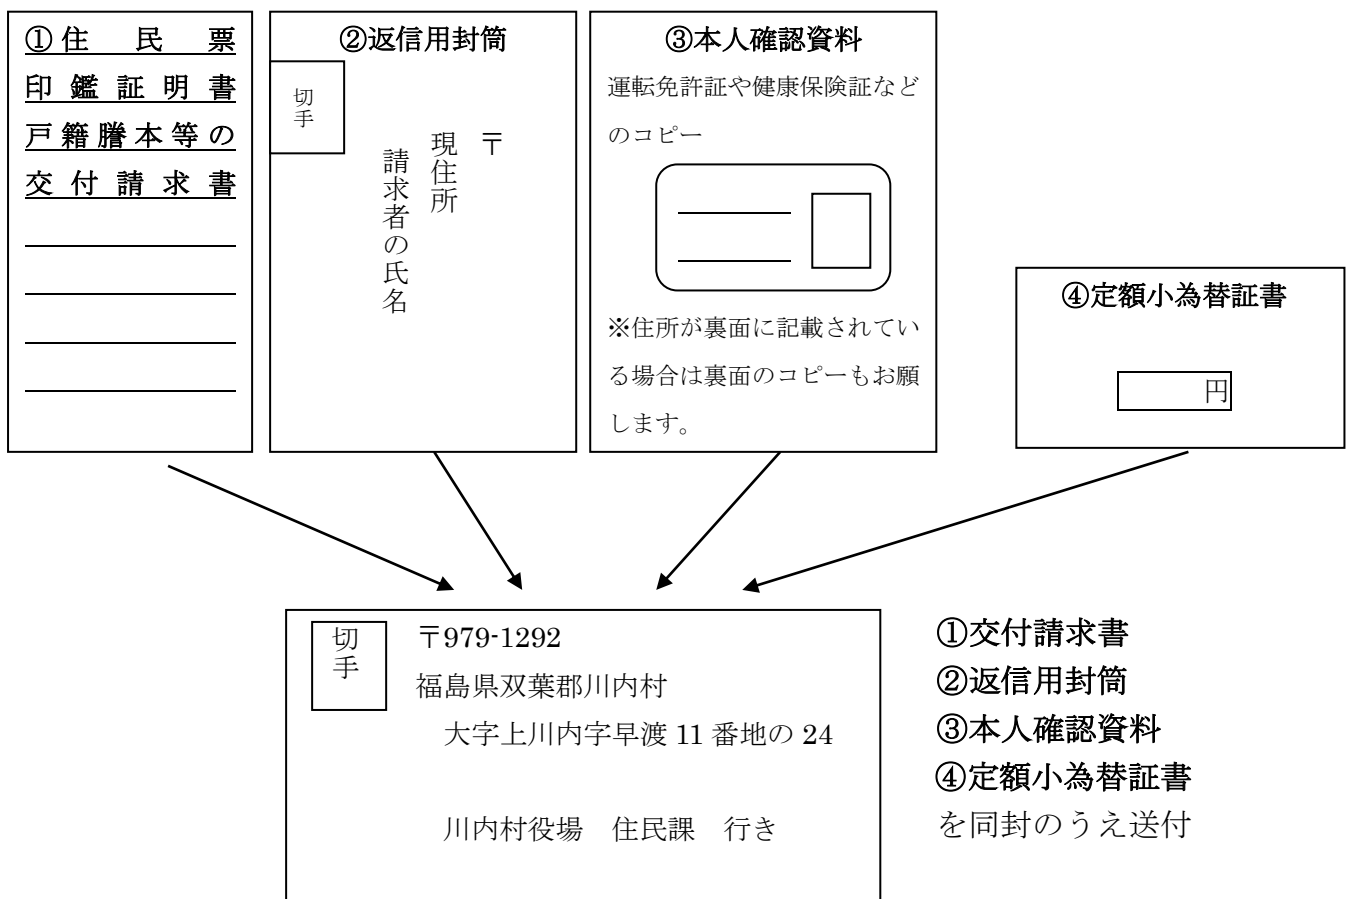 ①住民票
印鑑証明書
戸籍謄本等の
交付請求書
②返信用封筒
切手
〒
現住所
請求者の氏名
③本人確認資料
運転免許証や健康保険証など
のコピー
※住所が裏面に記載されてい
る場合は裏面のコピーもお願
します。
④定額小為替証書
円
切手
〒979-1292
福島県双葉郡川内村
大字上川内字早渡 11 番地の 24
川内村役場　住民課　行き
①交付請求書
②返信用封筒
③本人確認資料
④定額小為替証書
を同封のうえ送付